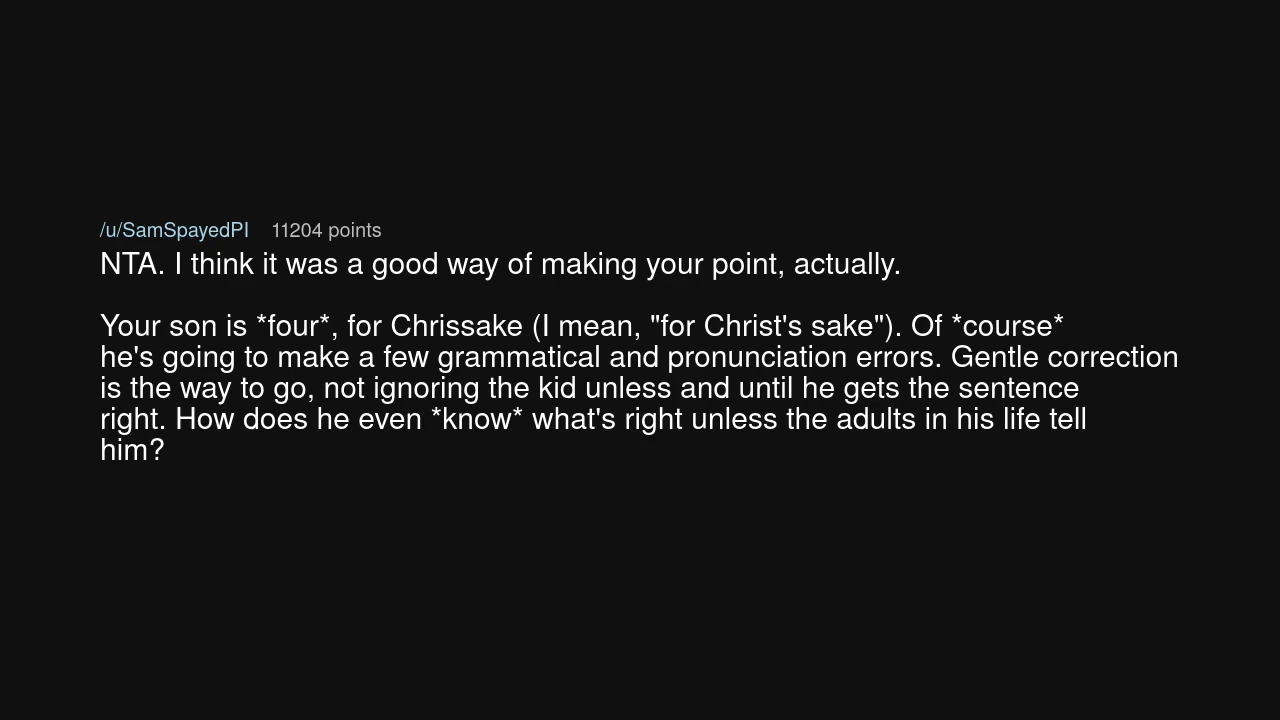 /u/SamSpayedPI 11204 points
NTA. I think it was a good way of making your point, actually.
Your son is *four*, for Chrissake (I mean, "for Christ's sake"). Of *course*
he's going to make a few grammatical and pronunciation errors. Gentle correction
is the way to go, not ignoring the kid unless and until he gets the sentence
right. How does he even *know* what's right unless the adults in his life tell
him?